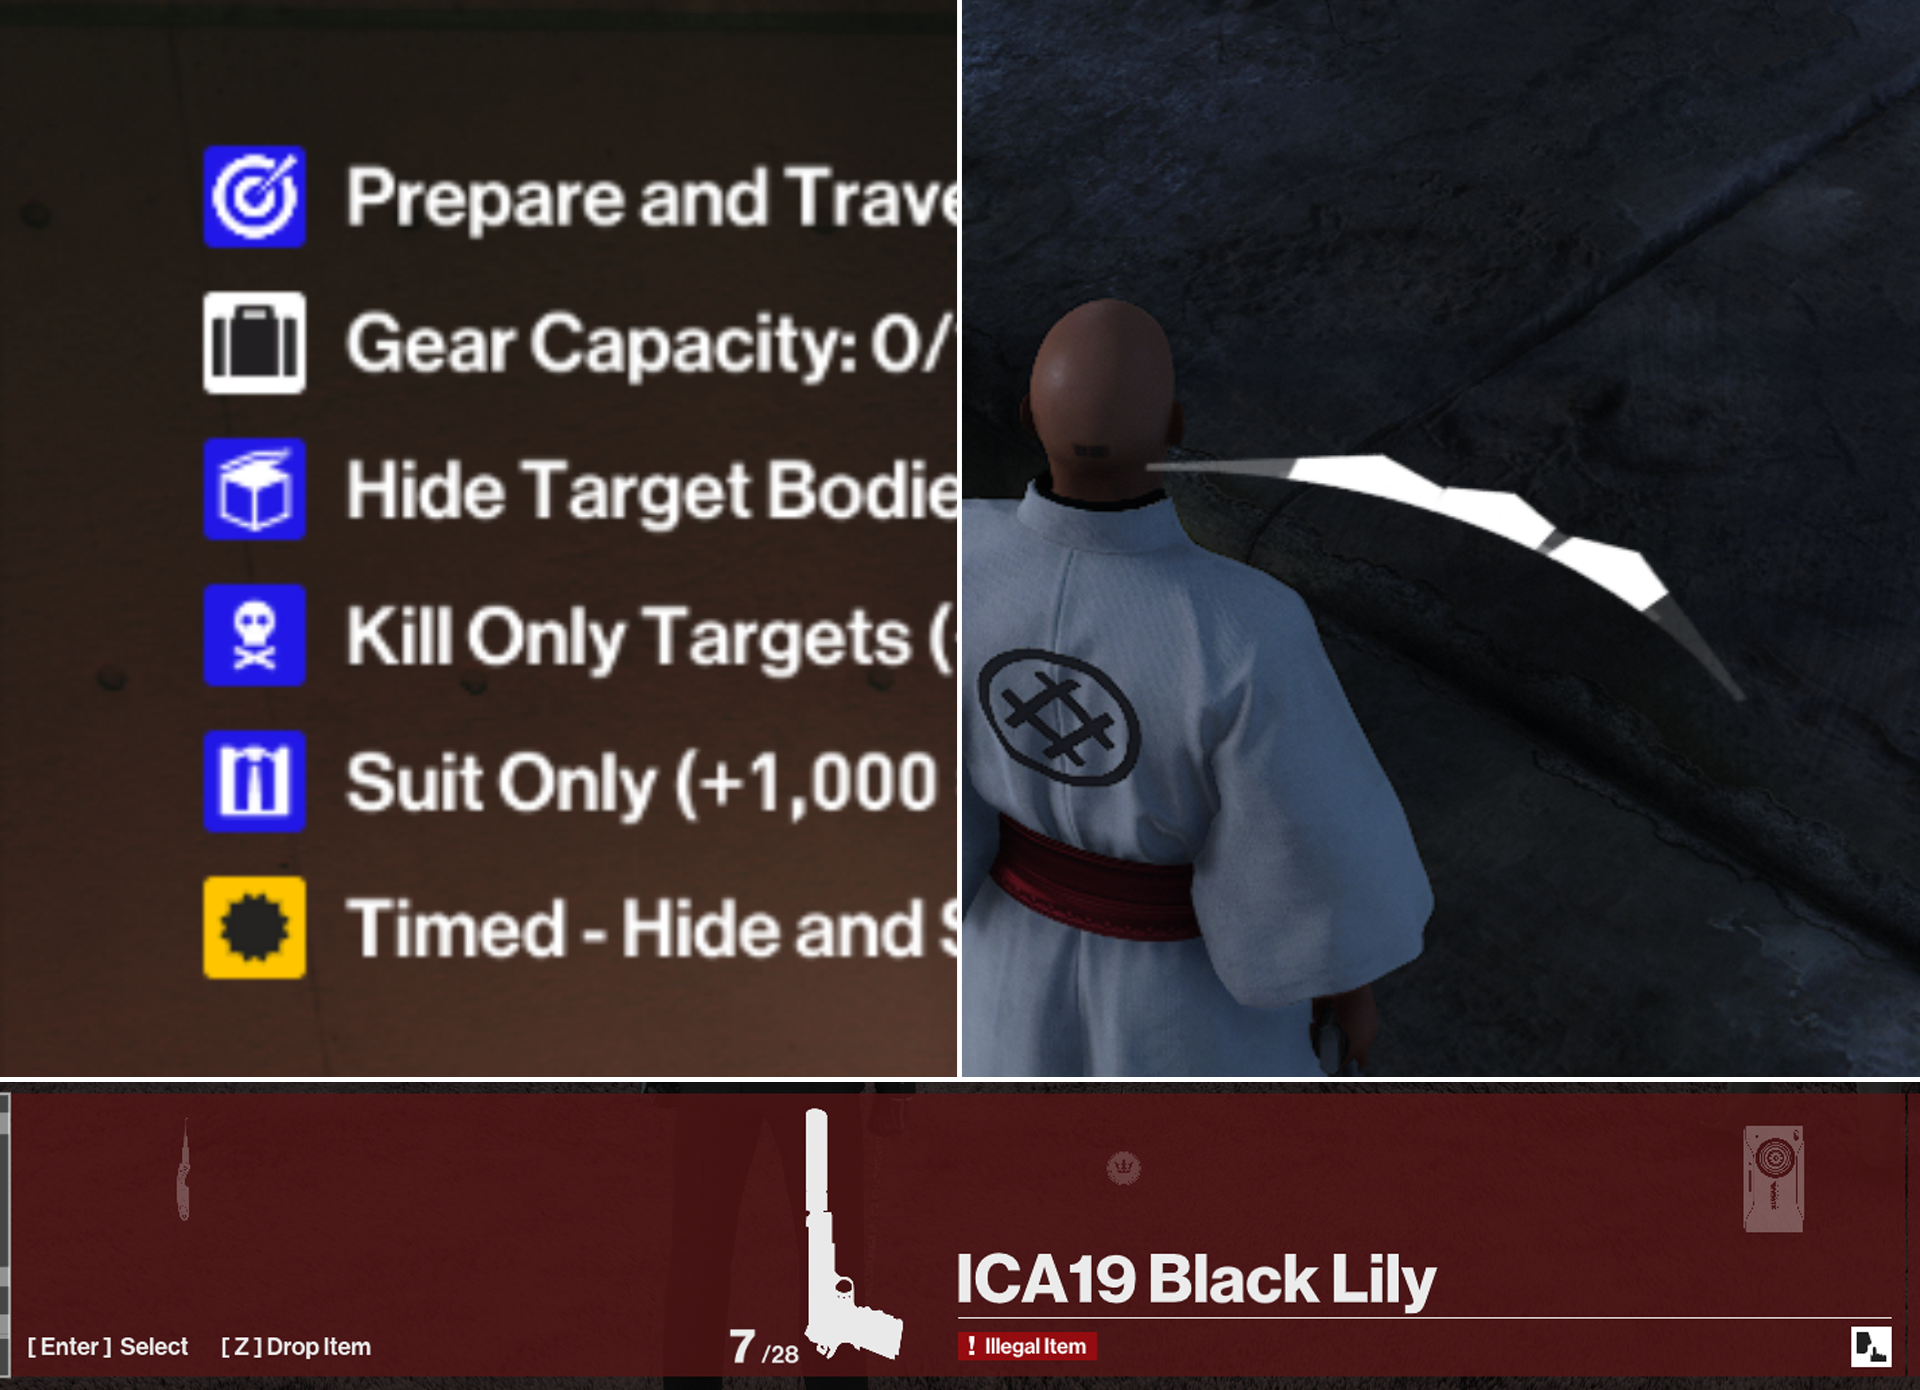 Prepare and Trave
Gear Capacity: 0/
Hide Target Bodie
Kill Only Targets (
Suit Only (+1,000
Timed - Hide and S
ICA19 Black Lily
[ Enter ] Select [ Z ] Drop Item
7 /28
! Illegal Item